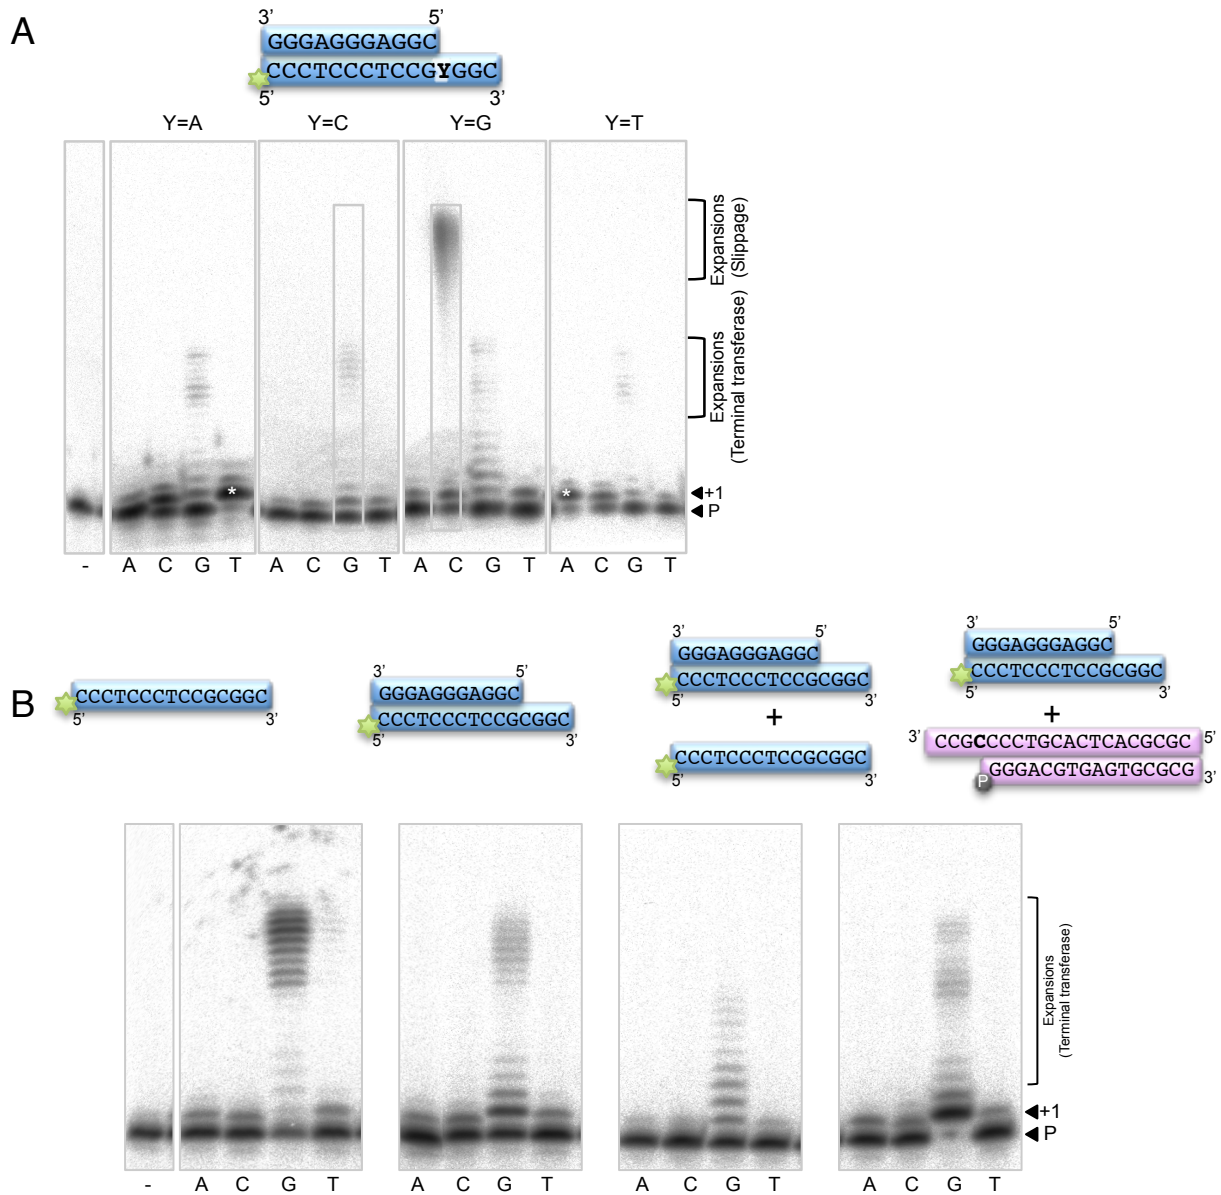 A
3’ 5’
GGGAGGGAGGC
CCCTCCCTCCGYGGC
5’ 3’
Y=A Y=C Y=G Y=T
Expansions
(Slippage)
Expansions
(Terminal transferase)
*
*
+1
P
- A C G T A C G T A C G T A C G T
B
CCCTCCCTCCGCGGC
5’ 3’
3’ 5’
GGGAGGGAGGC
CCCTCCCTCCGCGGC
5’ 3’
3’ 5’
GGGAGGGAGGC
CCCTCCCTCCGCGGC
5’ 3’
+
CCCTCCCTCCGCGGC
5’ 3’
3’ 5’
GGGAGGGAGGC
CCCTCCCTCCGCGGC
5’ 3’
+
3’ CCGCCCCTGCACTCACGCGC 5’
GGGACGTGAGTGCGCG 3’
P
Expansions
(Terminal transferase)
+1
P
- A C G T A C G T A C G T A C G T